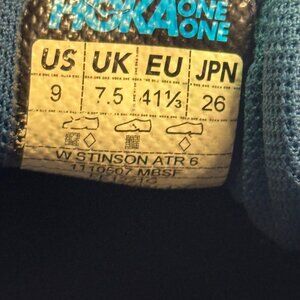 HOKA ONE ONE
US UK EU JPN
9 7.5 41⅓ 26
W STINSON ATR 6
1110507 MBSF